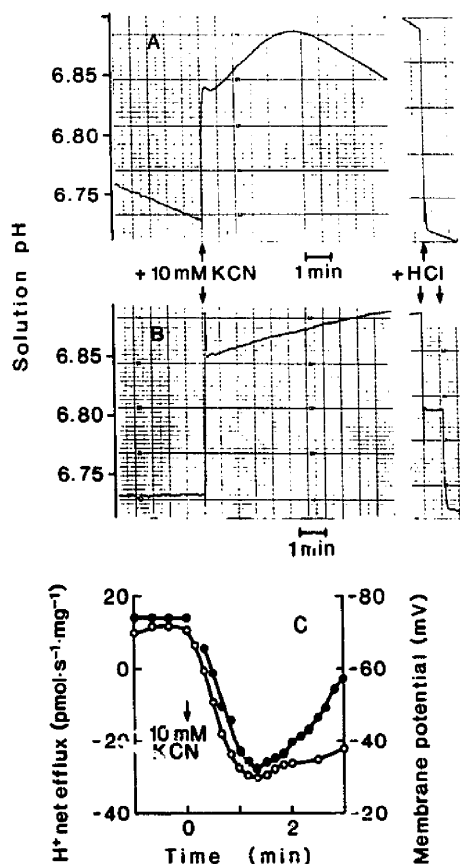 A
6.85
6.80
6.75
Solution pH
+10 mM KCN
1 min
+HCl
B
6.85
6.80
6.75
1 min
C
20
0
-20
-40
H⁺ net efflux (pmol·s⁻¹·mg⁻¹)
10 mM
KCN
-80
-60
-40
-20
Membrane potential (mV)
0
2
Time (min)